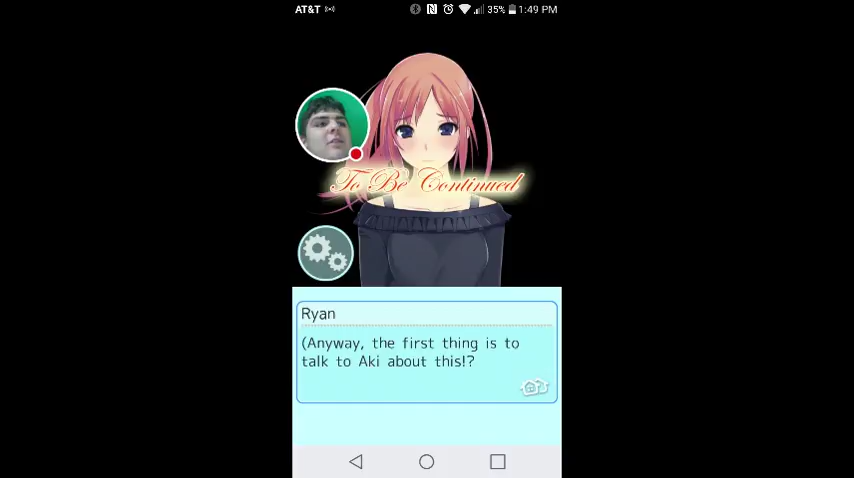 AT&T 35% 1:49 PM
To Be Continued
Ryan
(Anyway, the first thing is to
talk to Aki about this!?